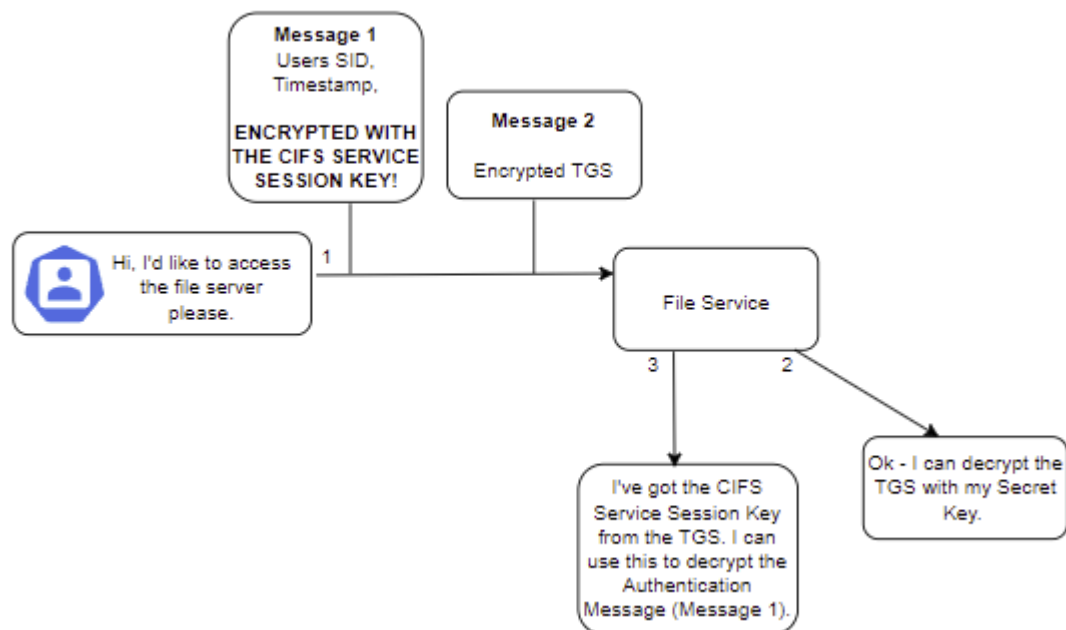 Message 1
Users SID,
Timestamp,
ENCRYPTED WITH
THE CIFS SERVICE
SESSION KEY!
Message 2
Encrypted TGS
Hi, I'd like to access
the file server
please.
1
File Service
3
2
I've got the CIFS
Service Session Key
from the TGS. I can
use this to decrypt the
Authentication
Message (Message 1).
Ok - I can decrypt the
TGS with my Secret
Key.